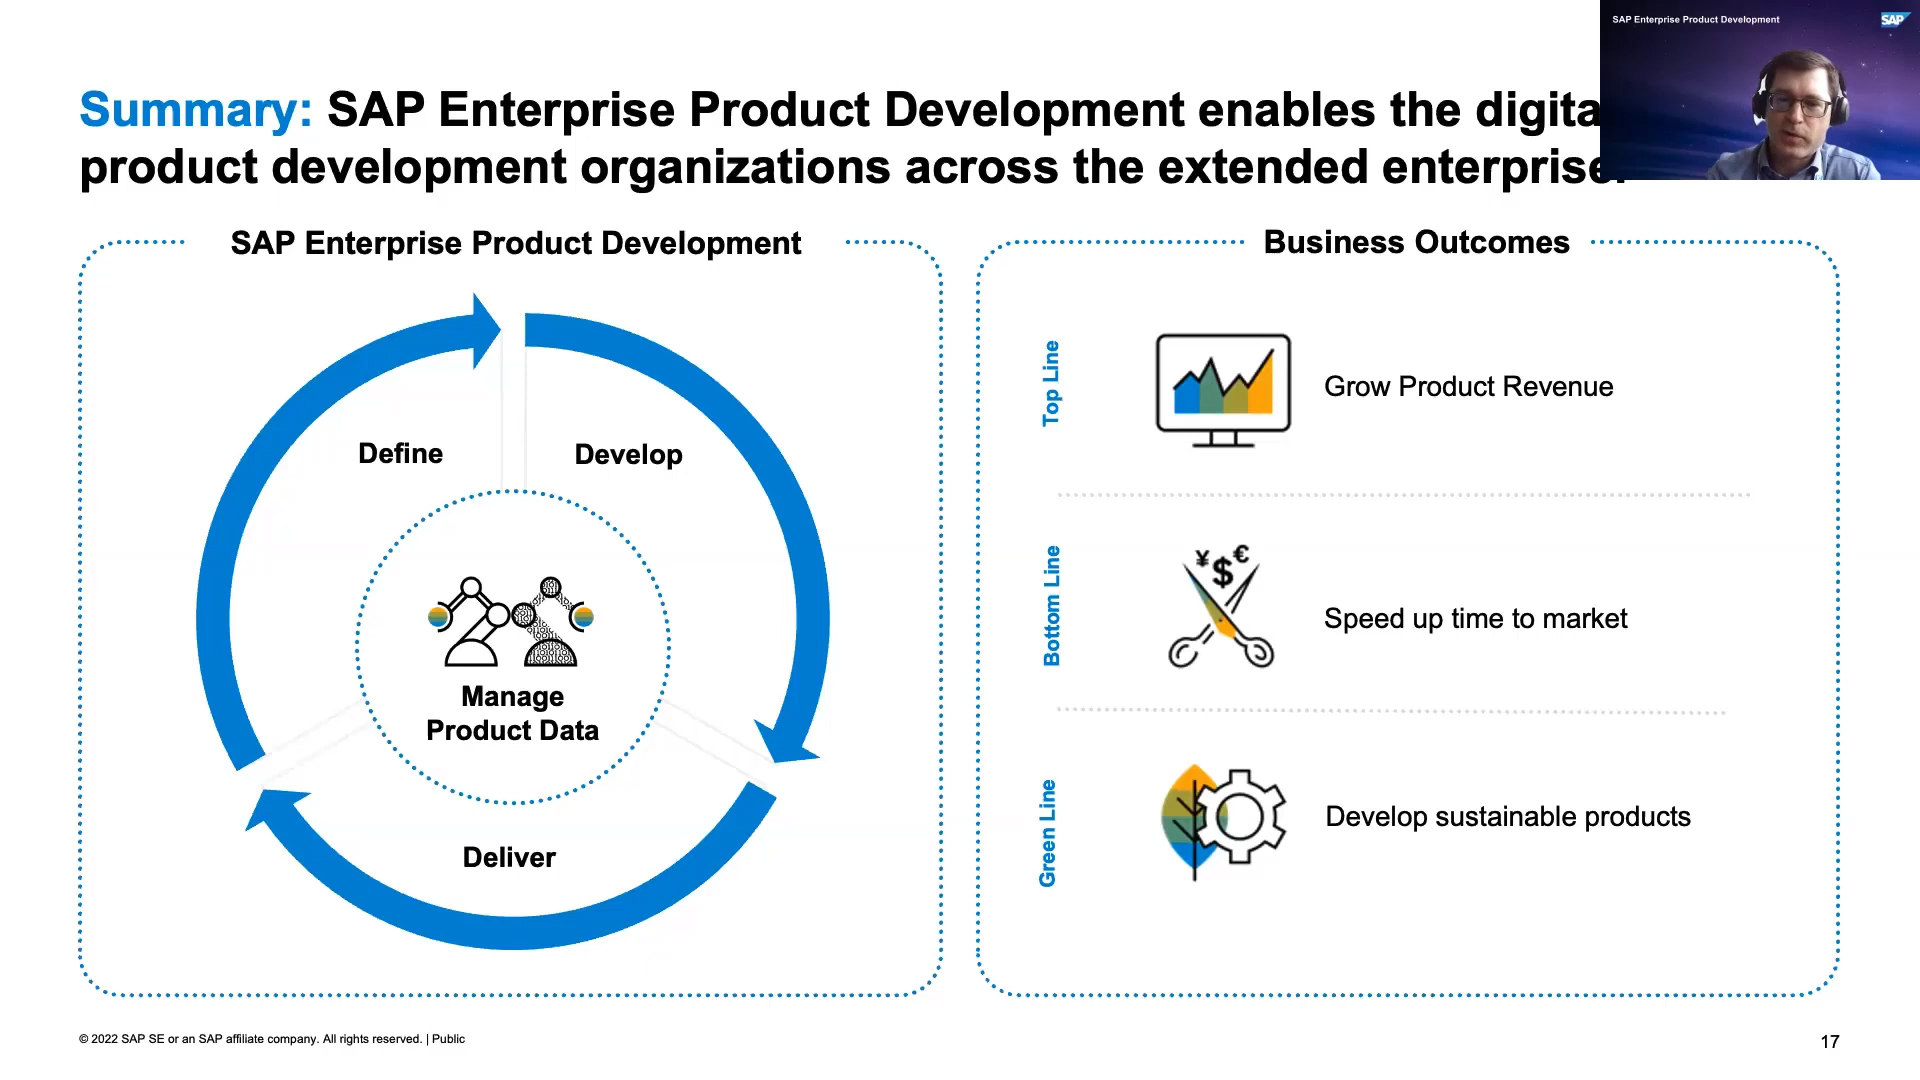 SAP Enterprise Product Development
SAP
Summary: SAP Enterprise Product Development enables the digita
product development organizations across the extended enterprise.
SAP Enterprise Product Development
Define
Develop
Manage
Product Data
Deliver
Business Outcomes
Top Line
Grow Product Revenue
Bottom Line
¥ $ €
Speed up time to market
Green Line
Develop sustainable products
© 2022 SAP SE or an SAP affiliate company. All rights reserved. | Public
17